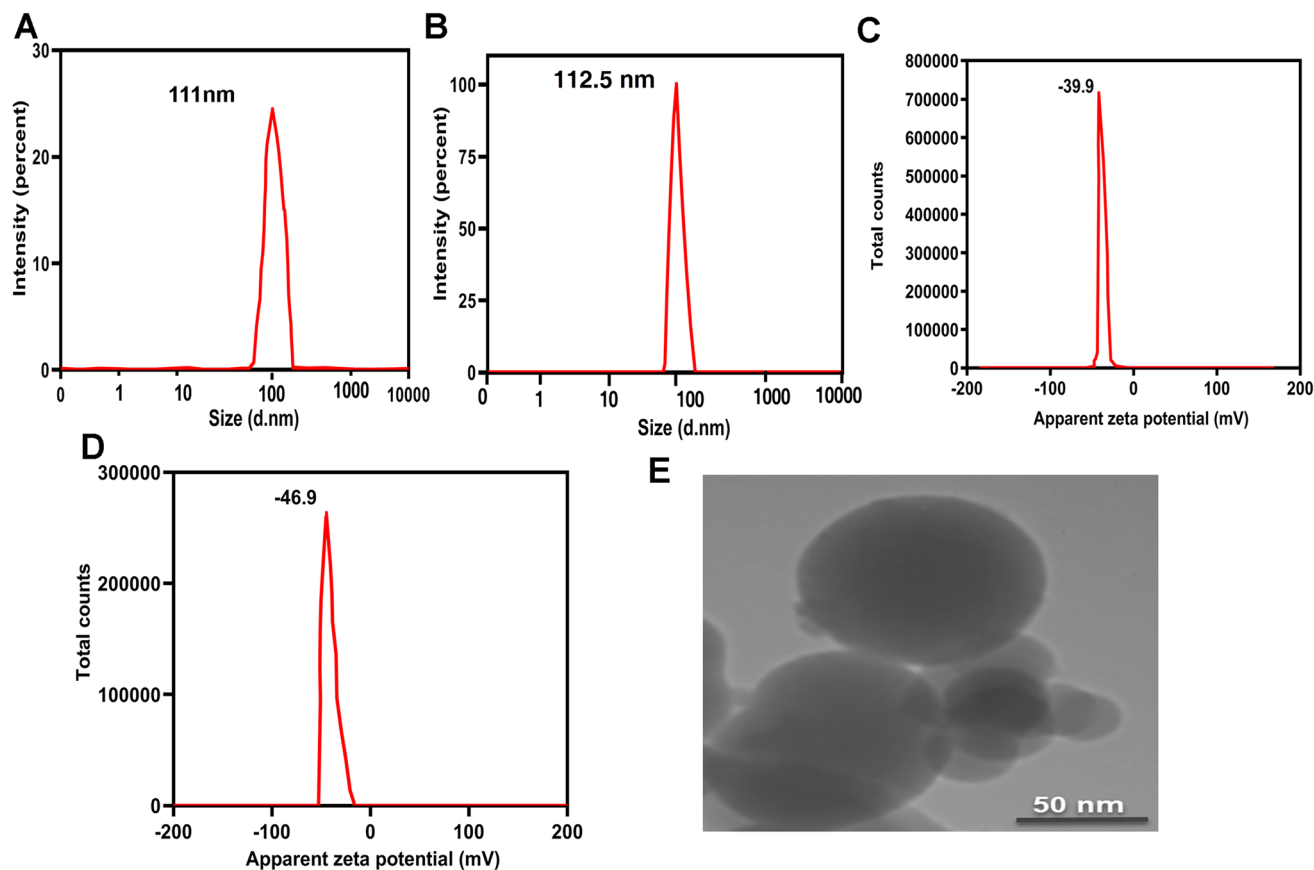 A
30
20
10
0
Intensity (percent)
111nm
0 1 10 100 1000 10000
Size (d.nm)
B
100
75
50
25
0
Intensity (percent)
112.5 nm
0 1 10 100 1000 10000
Size (d.nm)
C
800000
700000
600000
500000
400000
300000
200000
100000
0
Total counts
-39.9
-200 -100 0 100 200
Apparent zeta potential (mV)
D
300000
200000
100000
0
Total counts
-46.9
-200 -100 0 100 200
Apparent zeta potential (mV)
E
50 nm